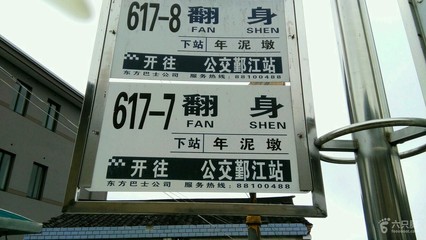 617-8 翻身
FAN SHEN
下站 年泥墩
开往 公交鄞江站
东方巴士公司 服务热线:88100488
617-7 翻身
FAN SHEN
下站 年泥墩
开往 公交鄞江站
东方巴士公司 服务热线:88100488
六只脚